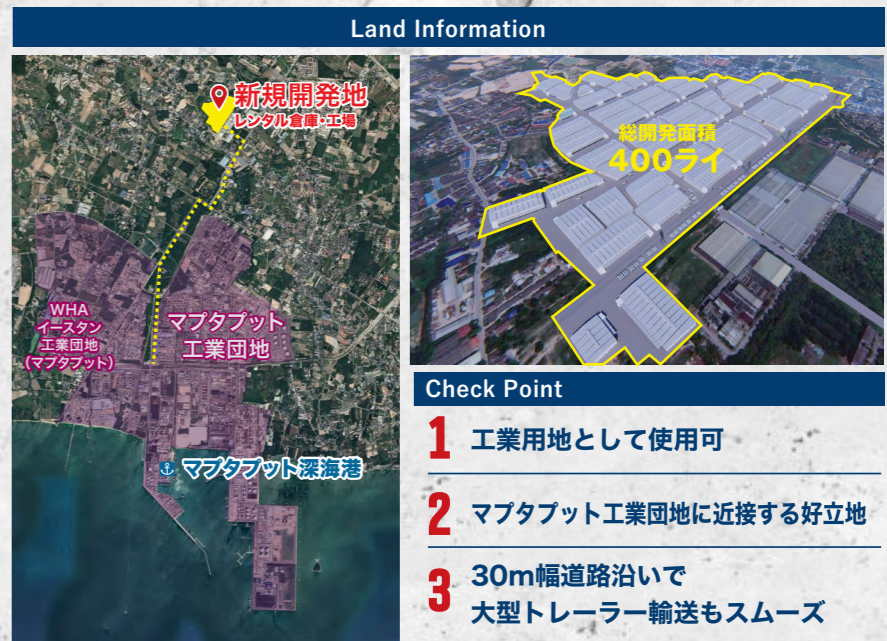 Land Information
新規開発地
レンタル倉庫・工場
WHA
イースタン
工業団地
(マプタプット)
マプタプット
工業団地
マプタプット深海港
総開発面積
400ライ
Check Point
1 工業用地として使用可
2 マプタプット工業団地に近接する好立地
3 30m幅道路沿いで
大型トレーラー輸送もスムーズ